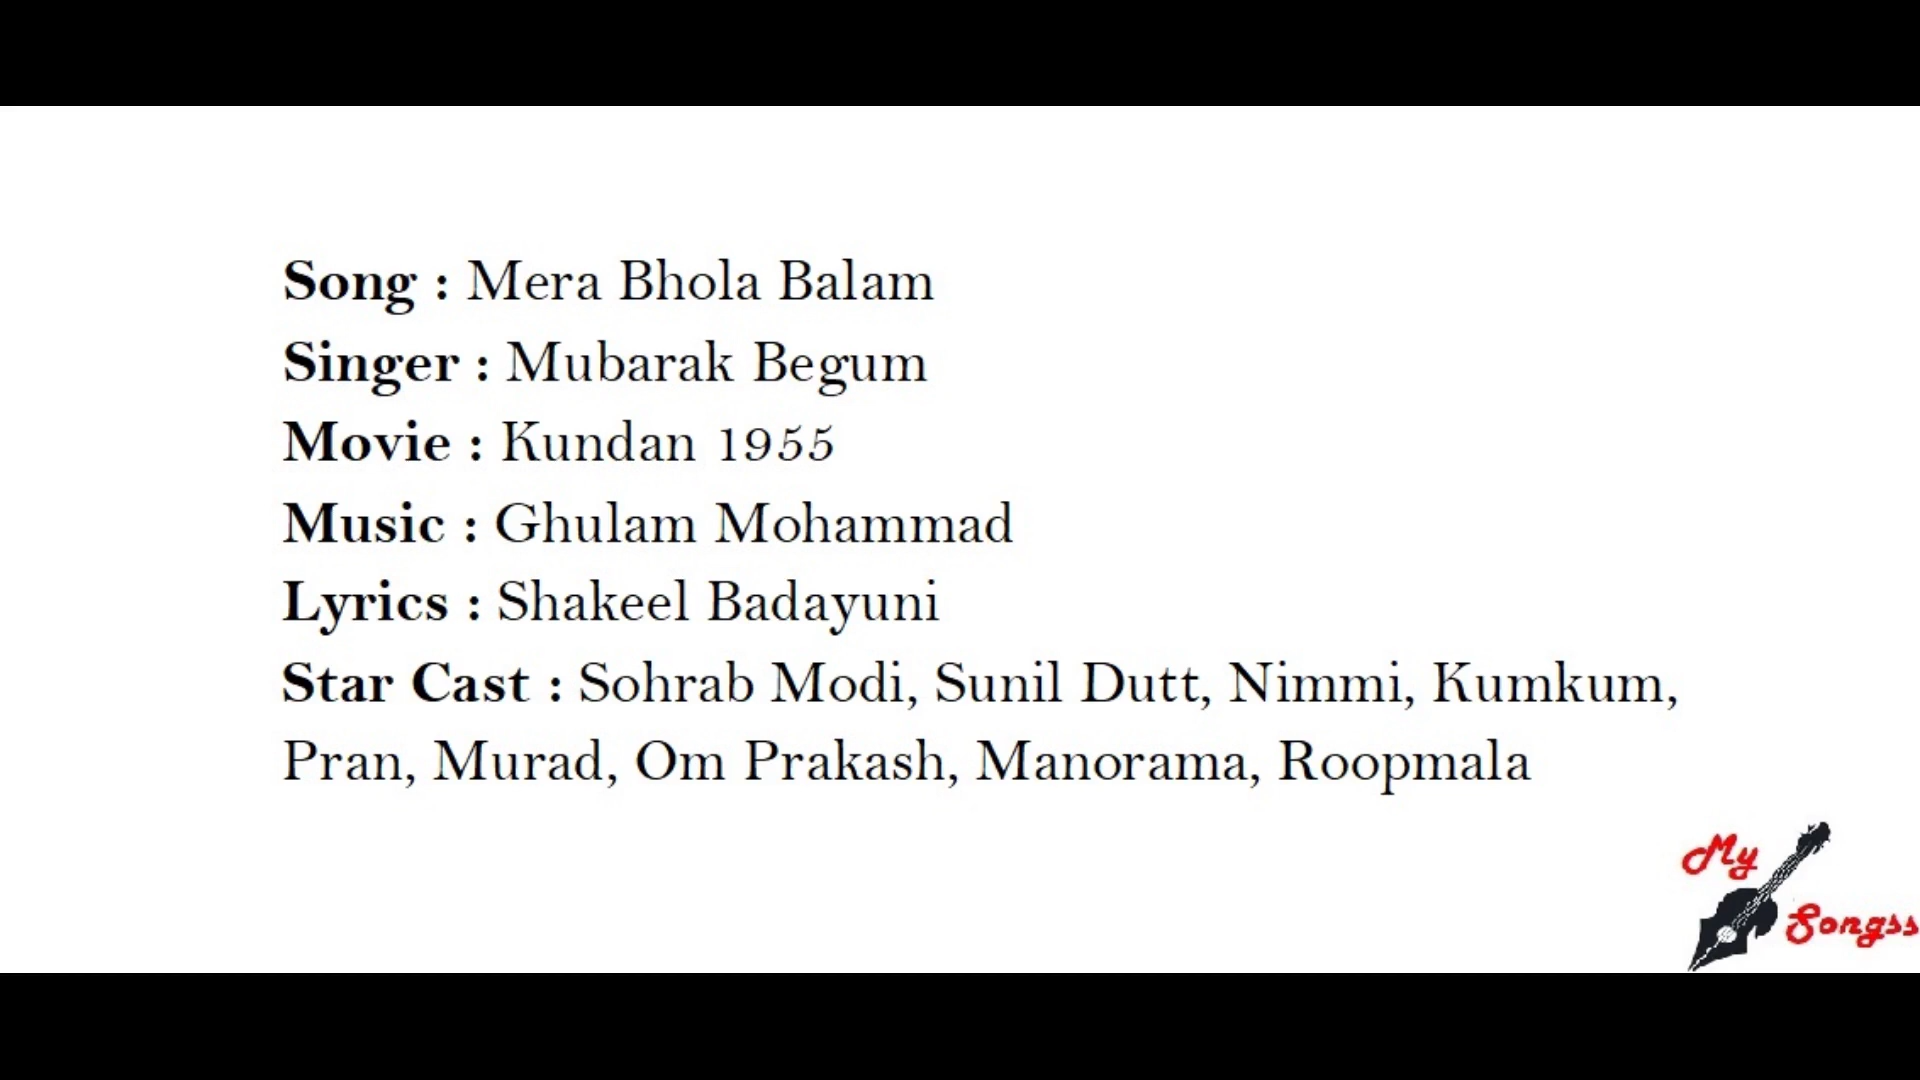 Song : Mera Bhola Balam
Singer : Mubarak Begum
Movie : Kundan 1955
Music : Ghulam Mohammad
Lyrics : Shakeel Badayuni
Star Cast : Sohrab Modi, Sunil Dutt, Nimmi, Kumkum,
Pran, Murad, Om Prakash, Manorama, Roopmala
My
Songss